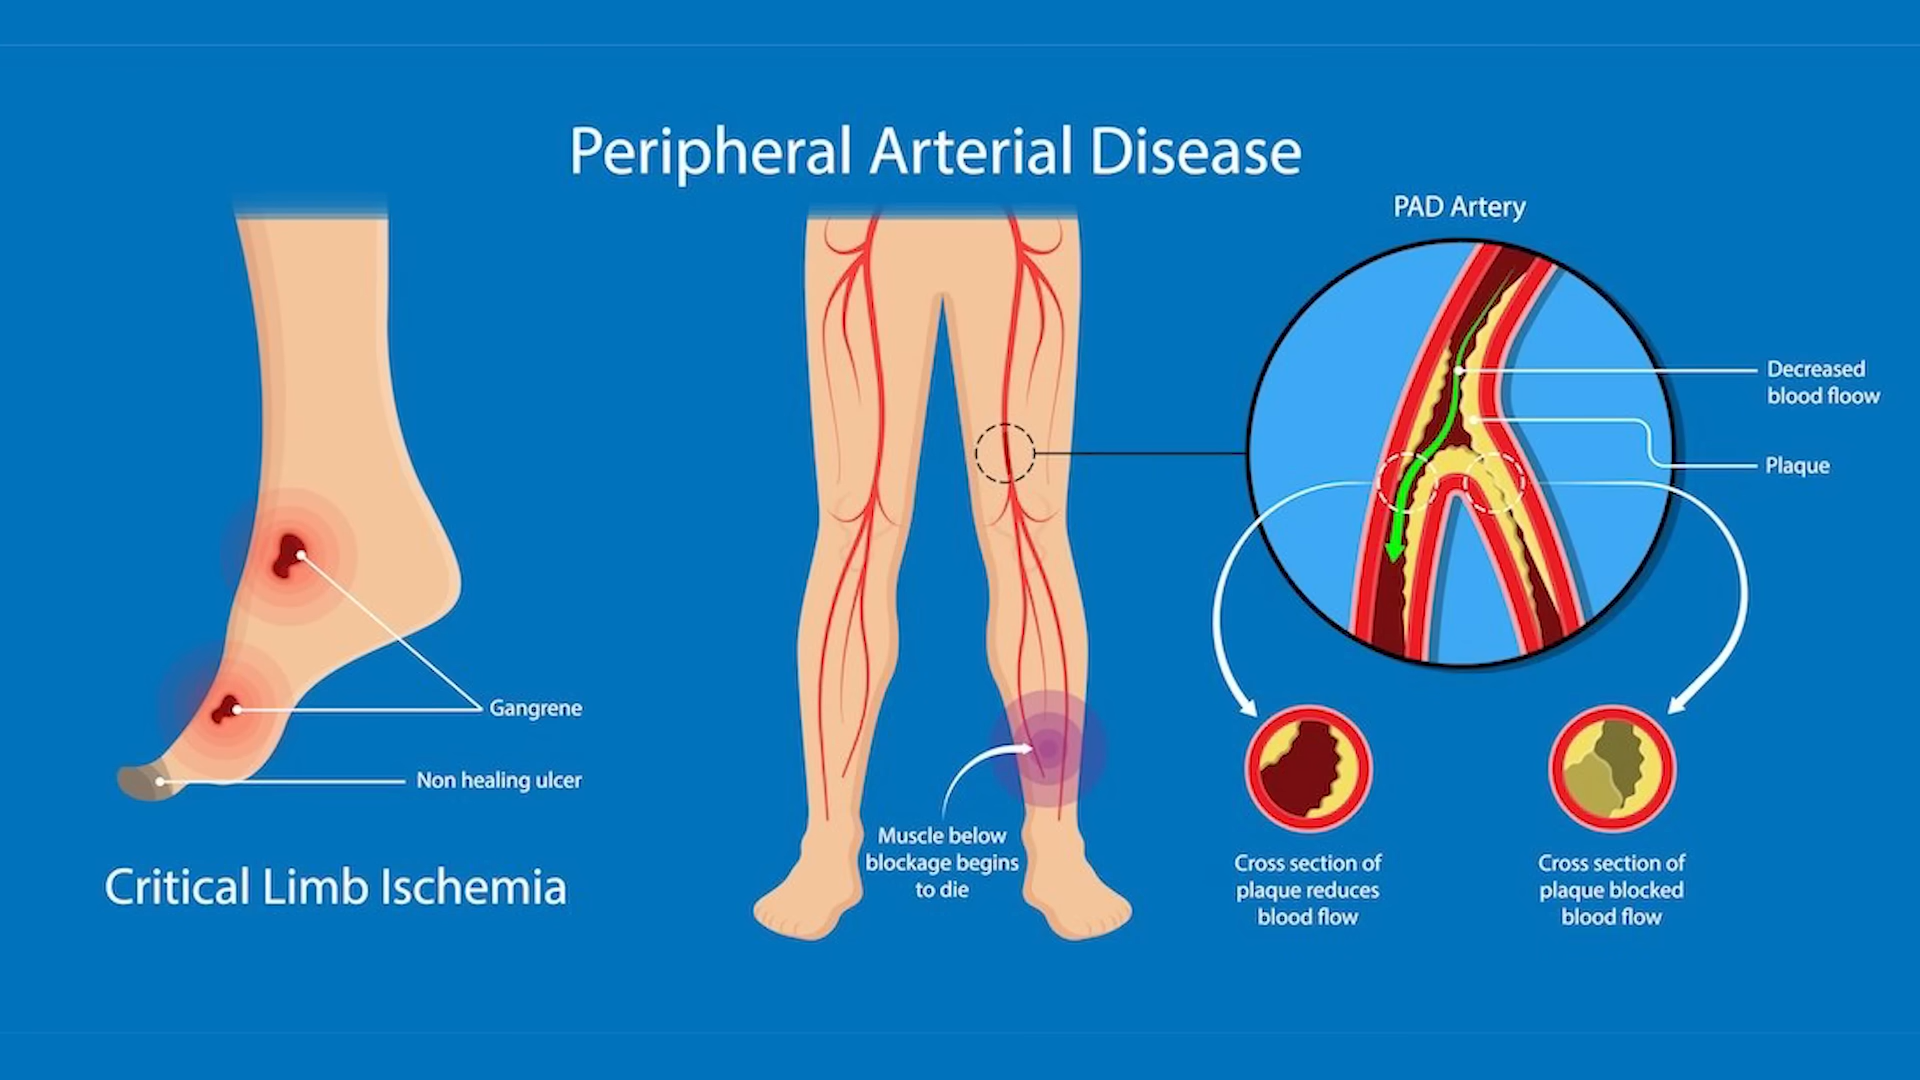 Peripheral Arterial Disease
PAD Artery
Decreased
blood floow
Plaque
Gangrene
Non healing ulcer
Critical Limb Ischemia
Muscle below
blockage begins
to die
Cross section of
plaque reduces
blood flow
Cross section of
plaque blocked
blood flow